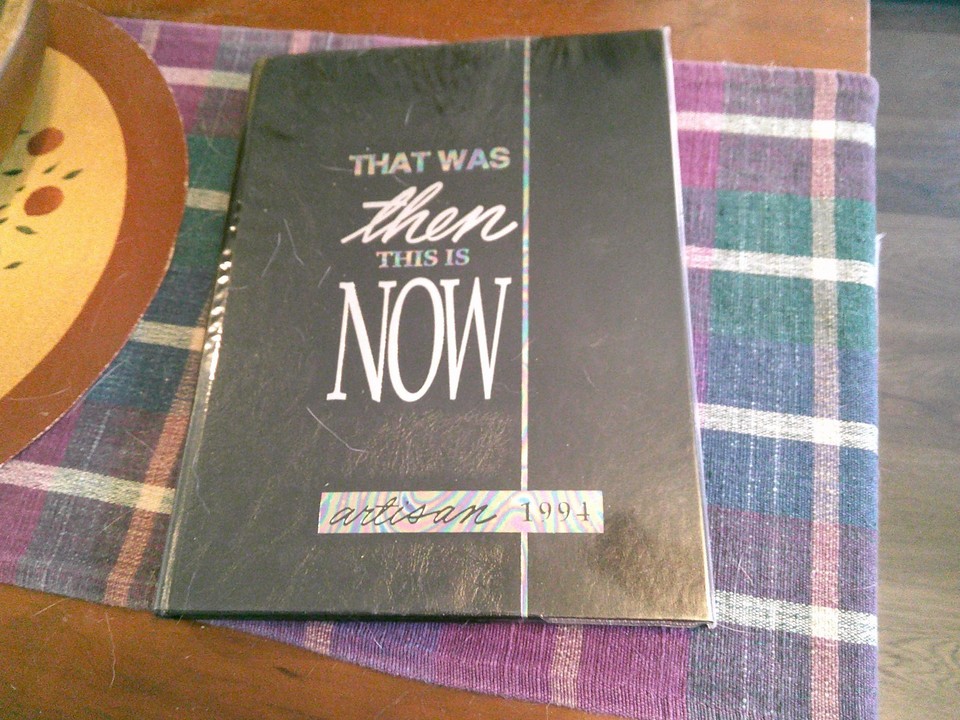 THAT WAS
then
THIS IS
NOW
artisan 1994